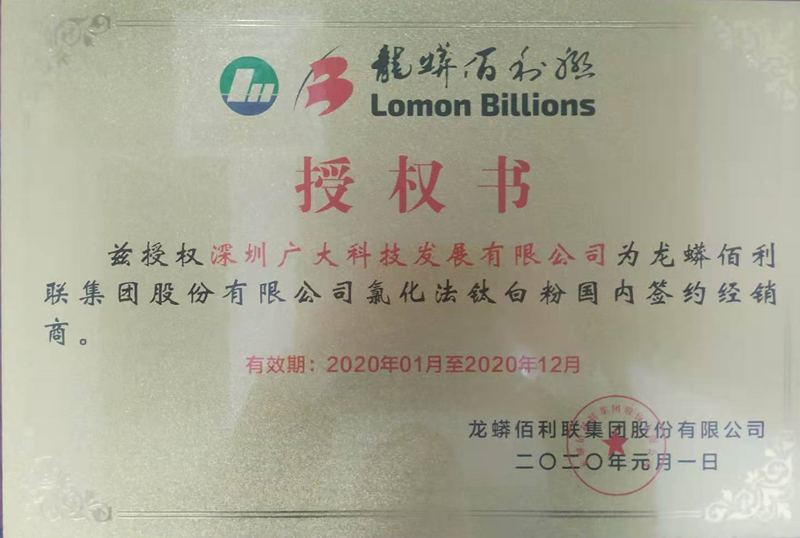 龍蟒佰利聯
Lomon Billions
授权书
兹授权深圳广大科技发展有限公司为龙蟒佰利
联集团股份有限公司氯化法钛白粉国内签约经销
商。
有效期：2020年01月至2020年12月
龙蟒佰利联集团股份有限公司
二〇二〇年元月一日